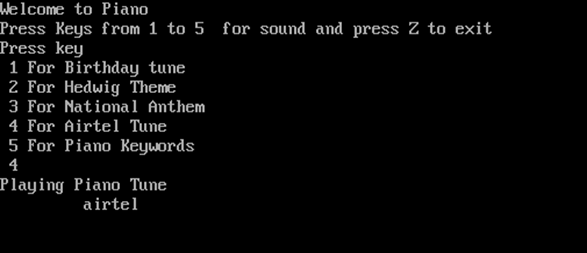 Welcome to Piano
Press Keys from 1 to 5  for sound and press Z to exit
Press key
 1 For Birthday tune
 2 For Hedwig Theme
 3 For National Anthem
 4 For Airtel Tune
 5 For Piano Keywords
 4
Playing Piano Tune
         airtel